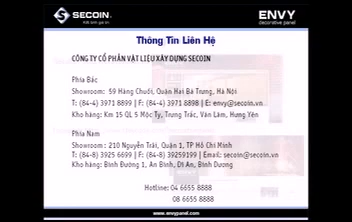 SECOIN
ENVY
decorative panel
Thông Tin Liên Hệ
CÔNG TY CỔ PHẦN VẬT LIỆU XÂY DỰNG SECOIN
Phía Bắc
Showroom: 59 Hàng Chuối, Quận Hai Bà Trưng, Hà Nội
T: (84-4) 3971 8899 | F: (84-4) 3971 8898 | E: envy@secoin.vn
Kho hàng: Km 15 QL 5 Mộc Ty, Trưng Trắc, Văn Lâm, Hưng Yên
Phía Nam
Showroom : 210 Nguyễn Trãi, Quận 1, TP Hồ Chí Minh
T: (84-8) 3925 6699 | F: (84-8) 39259199 | Email: secoin@secoin.vn
Kho hàng: Bình Đường 1, An Bình, Dĩ An, Bình Dương
Hotline: 04 6655 8888
08 6655 8888
www.envypanel.com